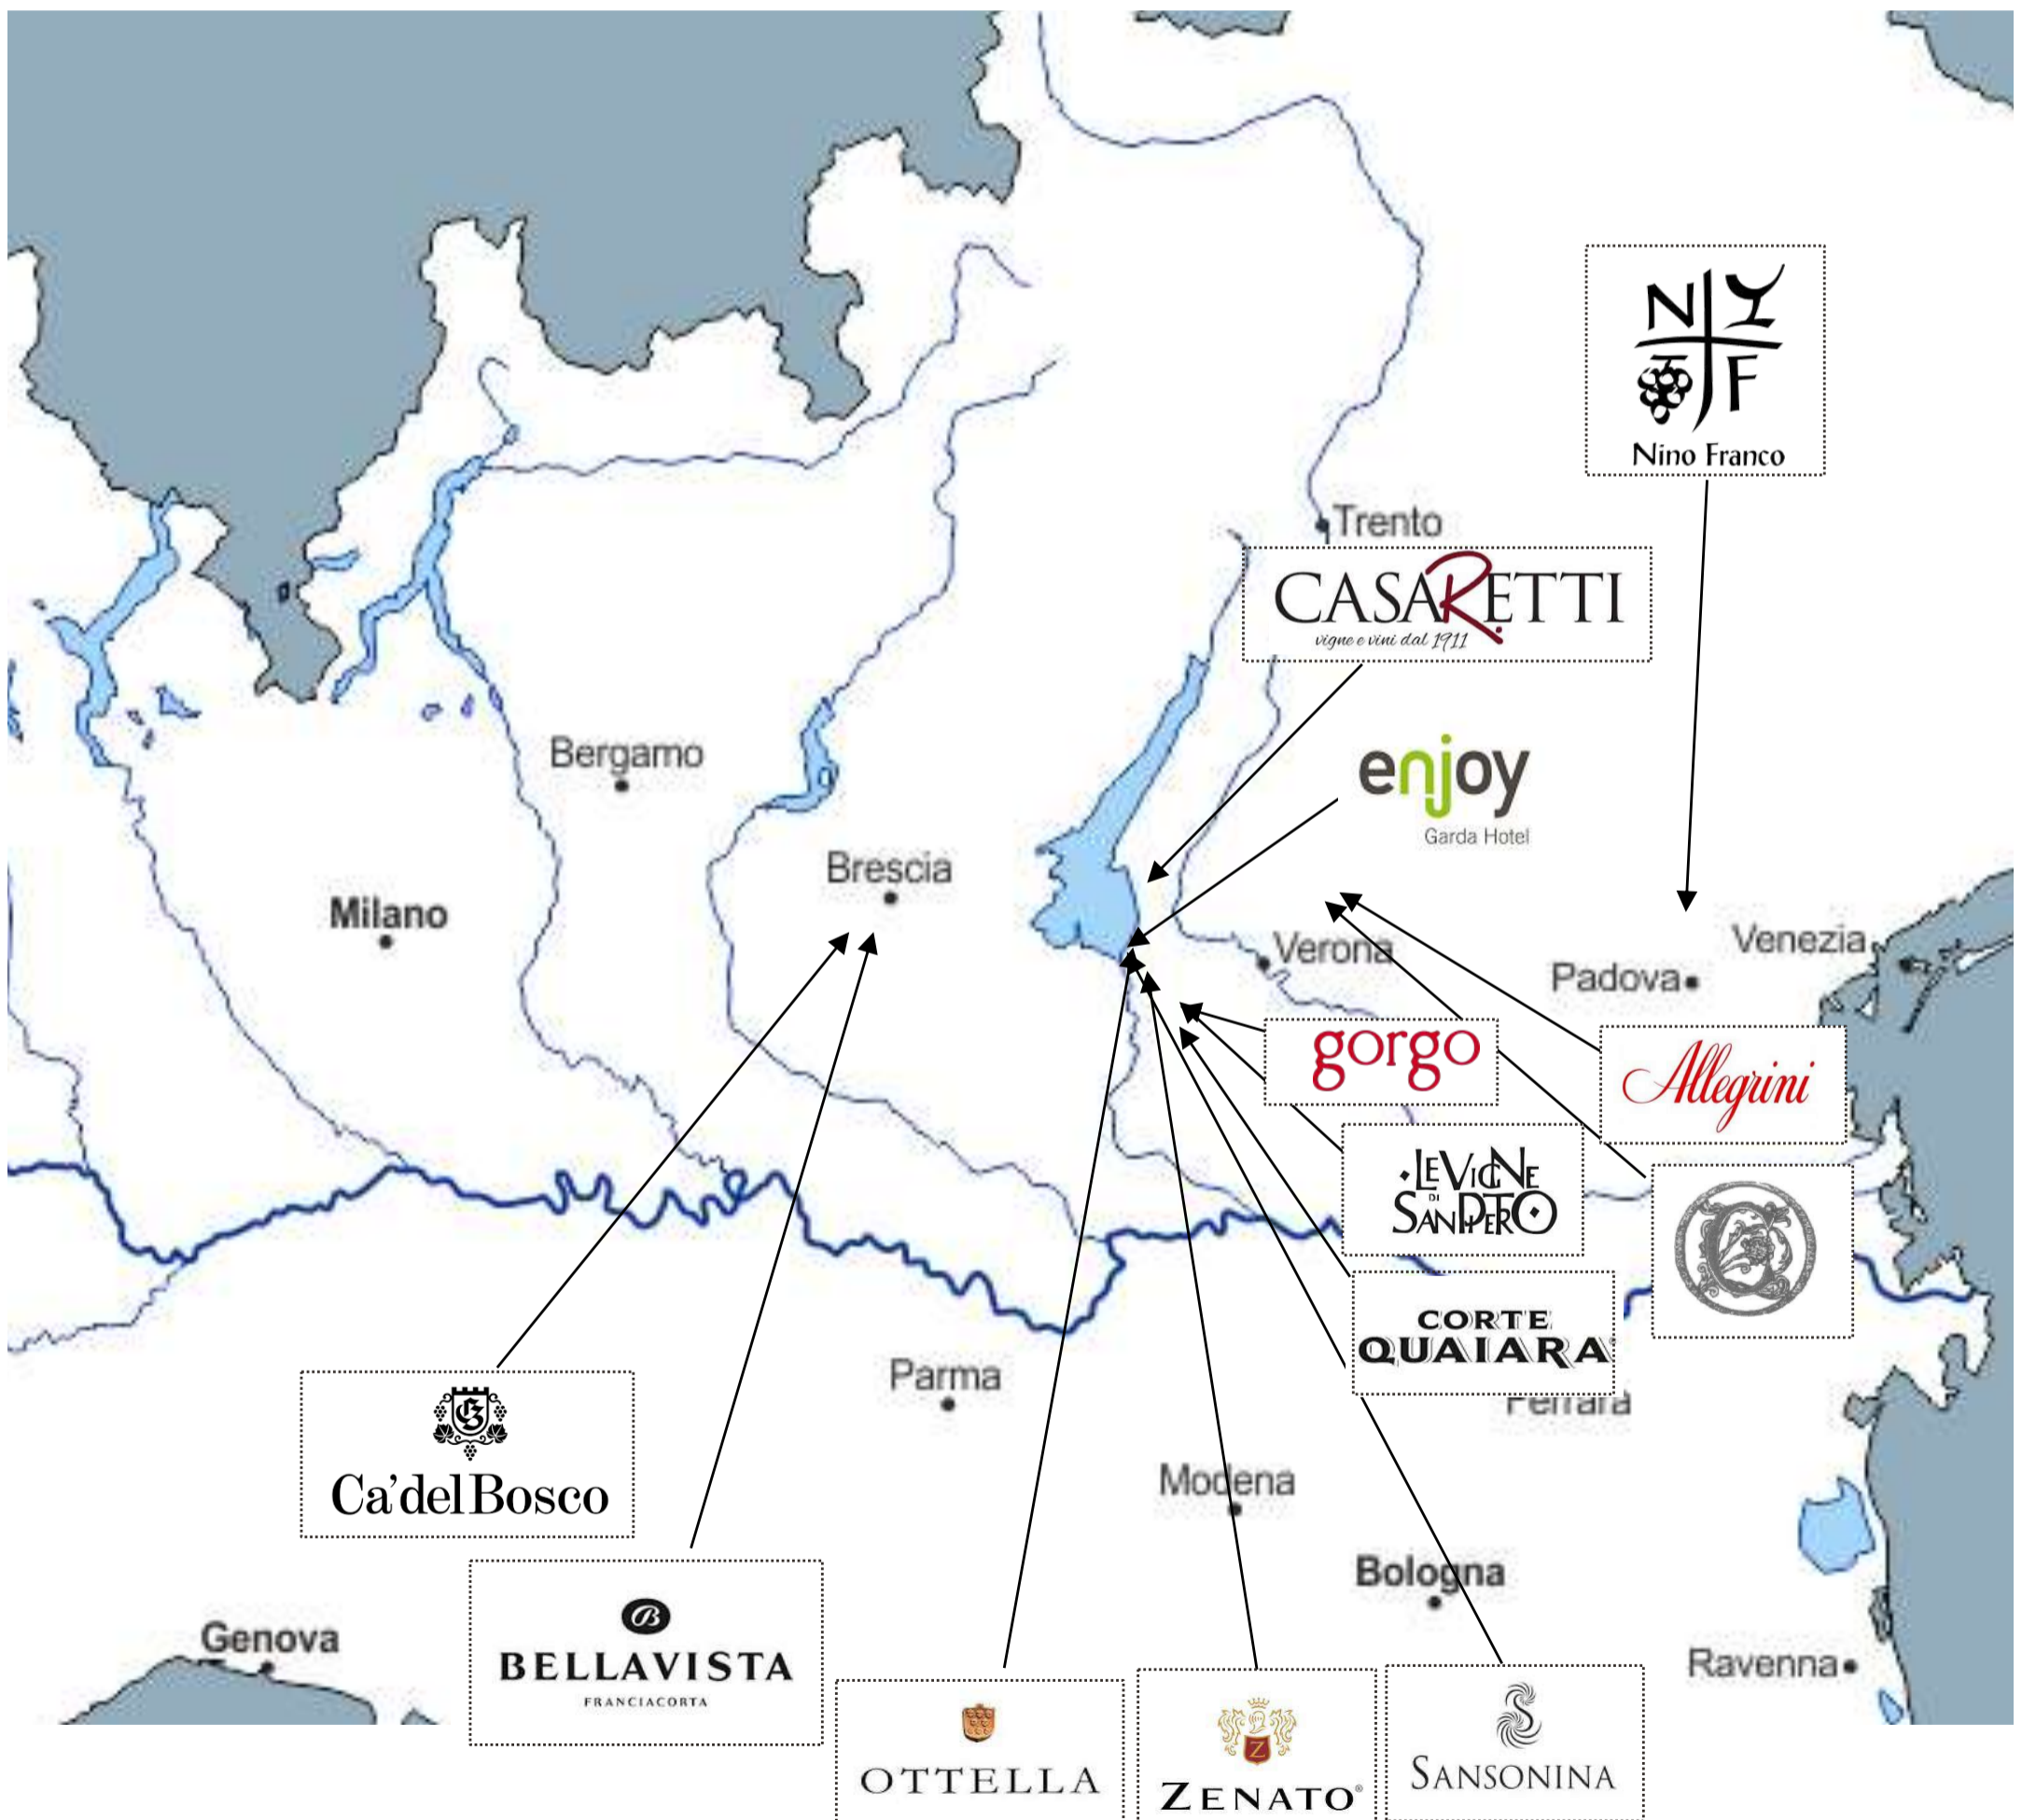 N
F
Nino Franco
Trento
CASARETTI
vigne e vini dal 1911
enjoy
Garda Hotel
Bergamo
Brescia
Milano
Verona
Venezia
Padova
gorgo
Allegrini
LE VIGNE
DI
SAN PIETRO
CORTE
QUAIARA
Ferrara
Parma
Ca'del Bosco
Modena
Bologna
Genova
B
BELLAVISTA
FRANCIACORTA
Ravenna
OTTELLA
Z
ZENATO®
S
SANSONINA